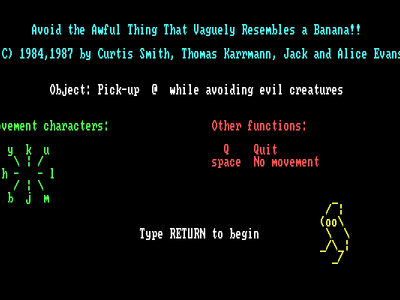 Avoid the Awful Thing That Vaguely Resembles a Banana!!
C) 1984,1987 by Curtis Smith, Thomas Karrmann, Jack and Alice Evans
Object: Pick-up @ while avoiding evil creatures
ovement characters:
Other functions:
y k u
h - - l
b j m
Q Quit
space No movement
Type RETURN to begin